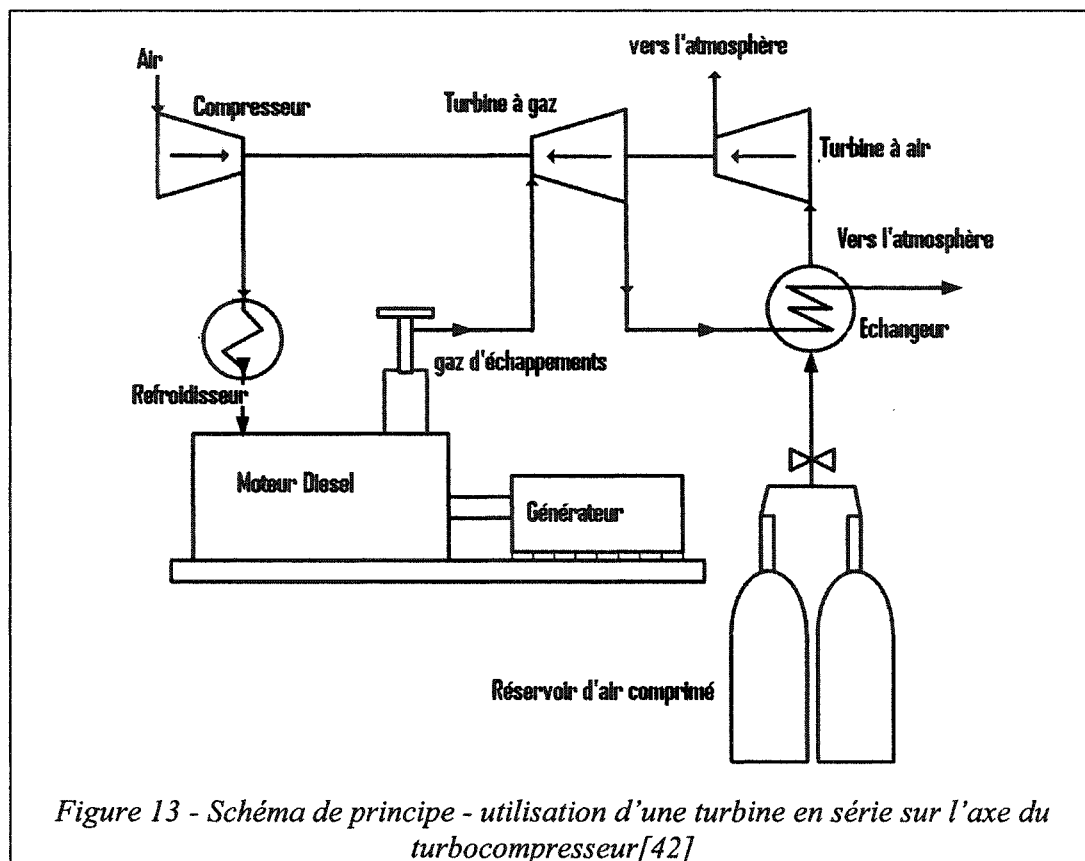 vers l'atmosphère
Air
Compresseur
Turbine à gaz
Turbine à air
Vers l'atmosphère
Echangeur
gaz d'échappements
Refroidisseur
Moteur Diesel
Générateur
Réservoir d'air comprimé
Figure 13 - Schéma de principe - utilisation d'une turbine en série sur l'axe du
turbocompresseur[42]